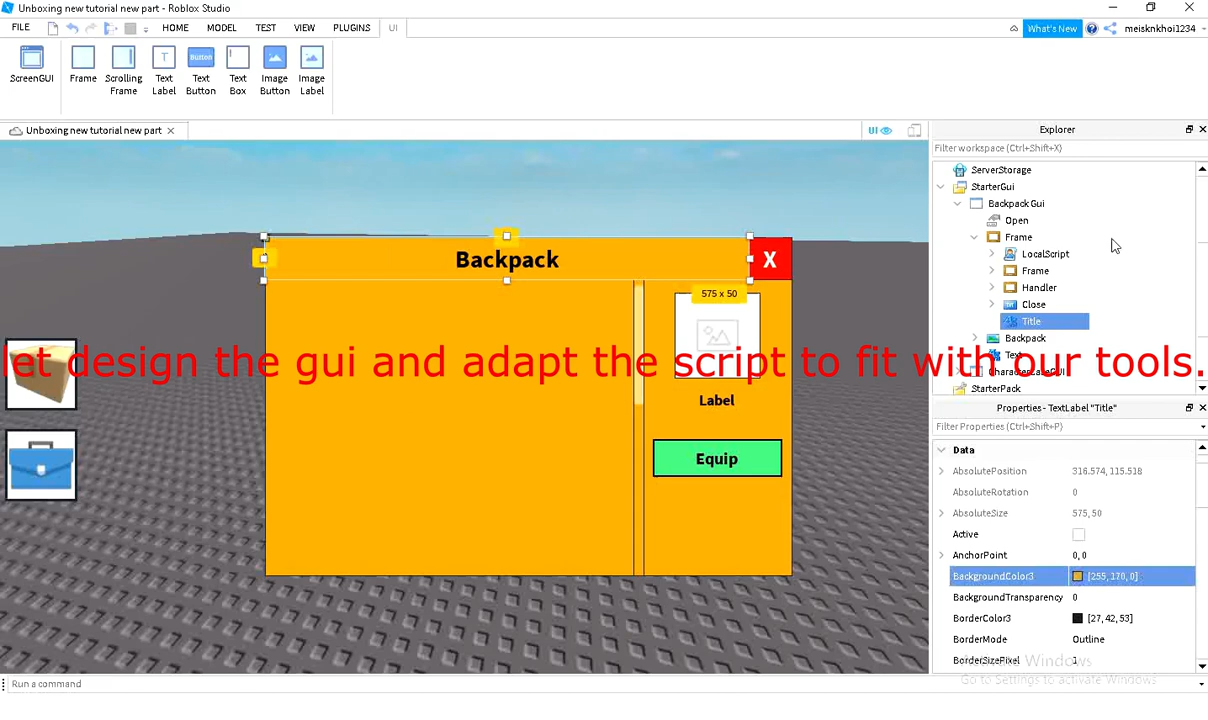 Unboxing new tutorial new part - Roblox Studio
FILE HOME MODEL TEST VIEW PLUGINS UI
What's New meisknkhoi1234
ScreenGUI
Frame
Scrolling Frame
Text Label
Button
Text Button
Text Box
Image Button
Image Label
Unboxing new tutorial new part
UI
Explorer
Filter workspace (Ctrl+Shift+X)
ServerStorage
StarterGui
Backpack Gui
Open
Frame
LocalScript
Frame
Handler
Close
Title
Backpack
Text
StarterPack
Backpack
X
575 x 50
Label
Equip
let design the gui and adapt the script to fit with our tools.
Properties - TextLabel "Title"
Filter Properties (Ctrl+Shift+P)
Data
AbsolutePosition 316.574, 115.518
AbsoluteRotation 0
AbsoluteSize 575, 50
Active
AnchorPoint 0, 0
BackgroundColor3 [255, 170, 0]
BackgroundTransparency 0
BorderColor3 [27, 42, 53]
BorderMode Outline
BorderSizePixel 1
Activate Windows
Go to Settings to activate Windows.
Run a command